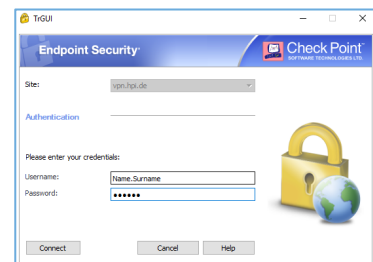 TrGUI
Endpoint Security
Check Point
SOFTWARE TECHNOLOGIES LTD.
Site:
vpn.hpi.de
Authentication
Please enter your credentials:
Username:
Name.Surname
Password:
••••••
Connect
Cancel
Help